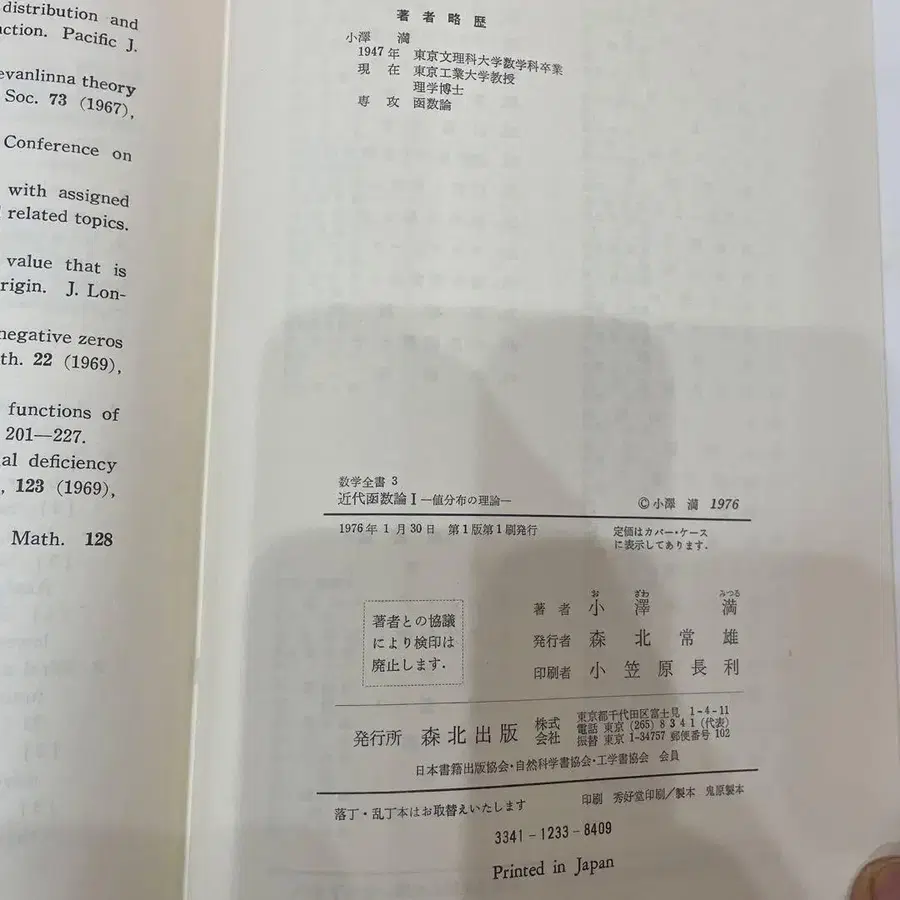 distribution and
action. Pacific J.
evanlinna theory
Soc. 73 (1967),
Conference on
with assigned
related topics.
value that is
rigin. J. Lon-
negative zeros
th. 22 (1969),
functions of
201—227.
al deficiency
, 123 (1969),
Math. 128
著者略歴
小澤 満
1947年 東京文理科大学数学科卒業
現在 東京工業大学教授
理学博士
専攻 函数論
数学全書 3
近代函数論 I —値分布の理論—
© 小澤 満 1976
1976年1月30日 第1版第1刷発行
定価はカバー・ケース
に表示してあります.
著者との協議
により検印は
廃止します.
お ざわ みつる
著者 小澤 満
発行者 森北常雄
印刷者 小笠原長利
発行所 森北出版 株式会社
東京都千代田区富士見 1-4-11
電話 東京 (265) 8341 (代表)
振替 東京 1-34757 郵便番号 102
日本書籍出版協会・自然科学書協会・工学書協会 会員
落丁・乱丁本はお取替えいたします
印刷 秀好堂印刷/製本 鬼原製本
3341-1233-8409
Printed in Japan